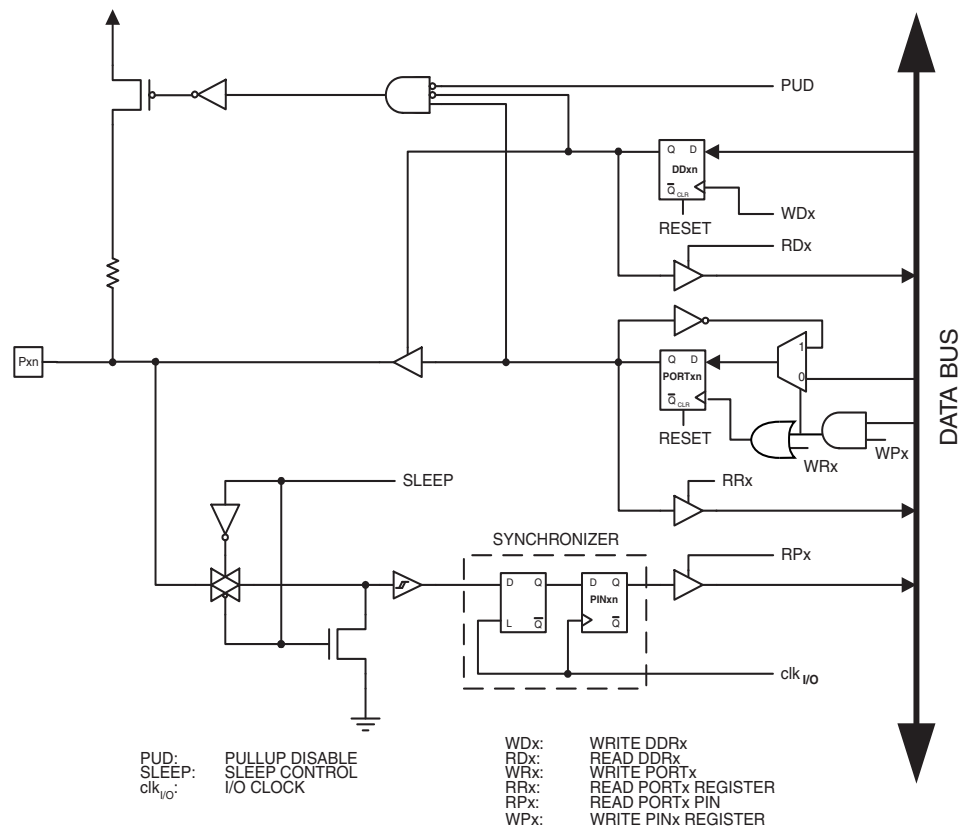 PUD
Q D
DDxn
Q CLR
WDx
RESET
RDx
Pxn
Q D
PORTxn
Q CLR
1
0
RESET
WRx
WPx
DATA BUS
SLEEP
RRx
SYNCHRONIZER
RPx
D Q
L Q
D Q
PINxn
Q
clk I/O
PUD: PULLUP DISABLE
SLEEP: SLEEP CONTROL
clkI/O: I/O CLOCK
WDx: WRITE DDRx
RDx: READ DDRx
WRx: WRITE PORTx
RRx: READ PORTx REGISTER
RPx: READ PORTx PIN
WPx: WRITE PINx REGISTER